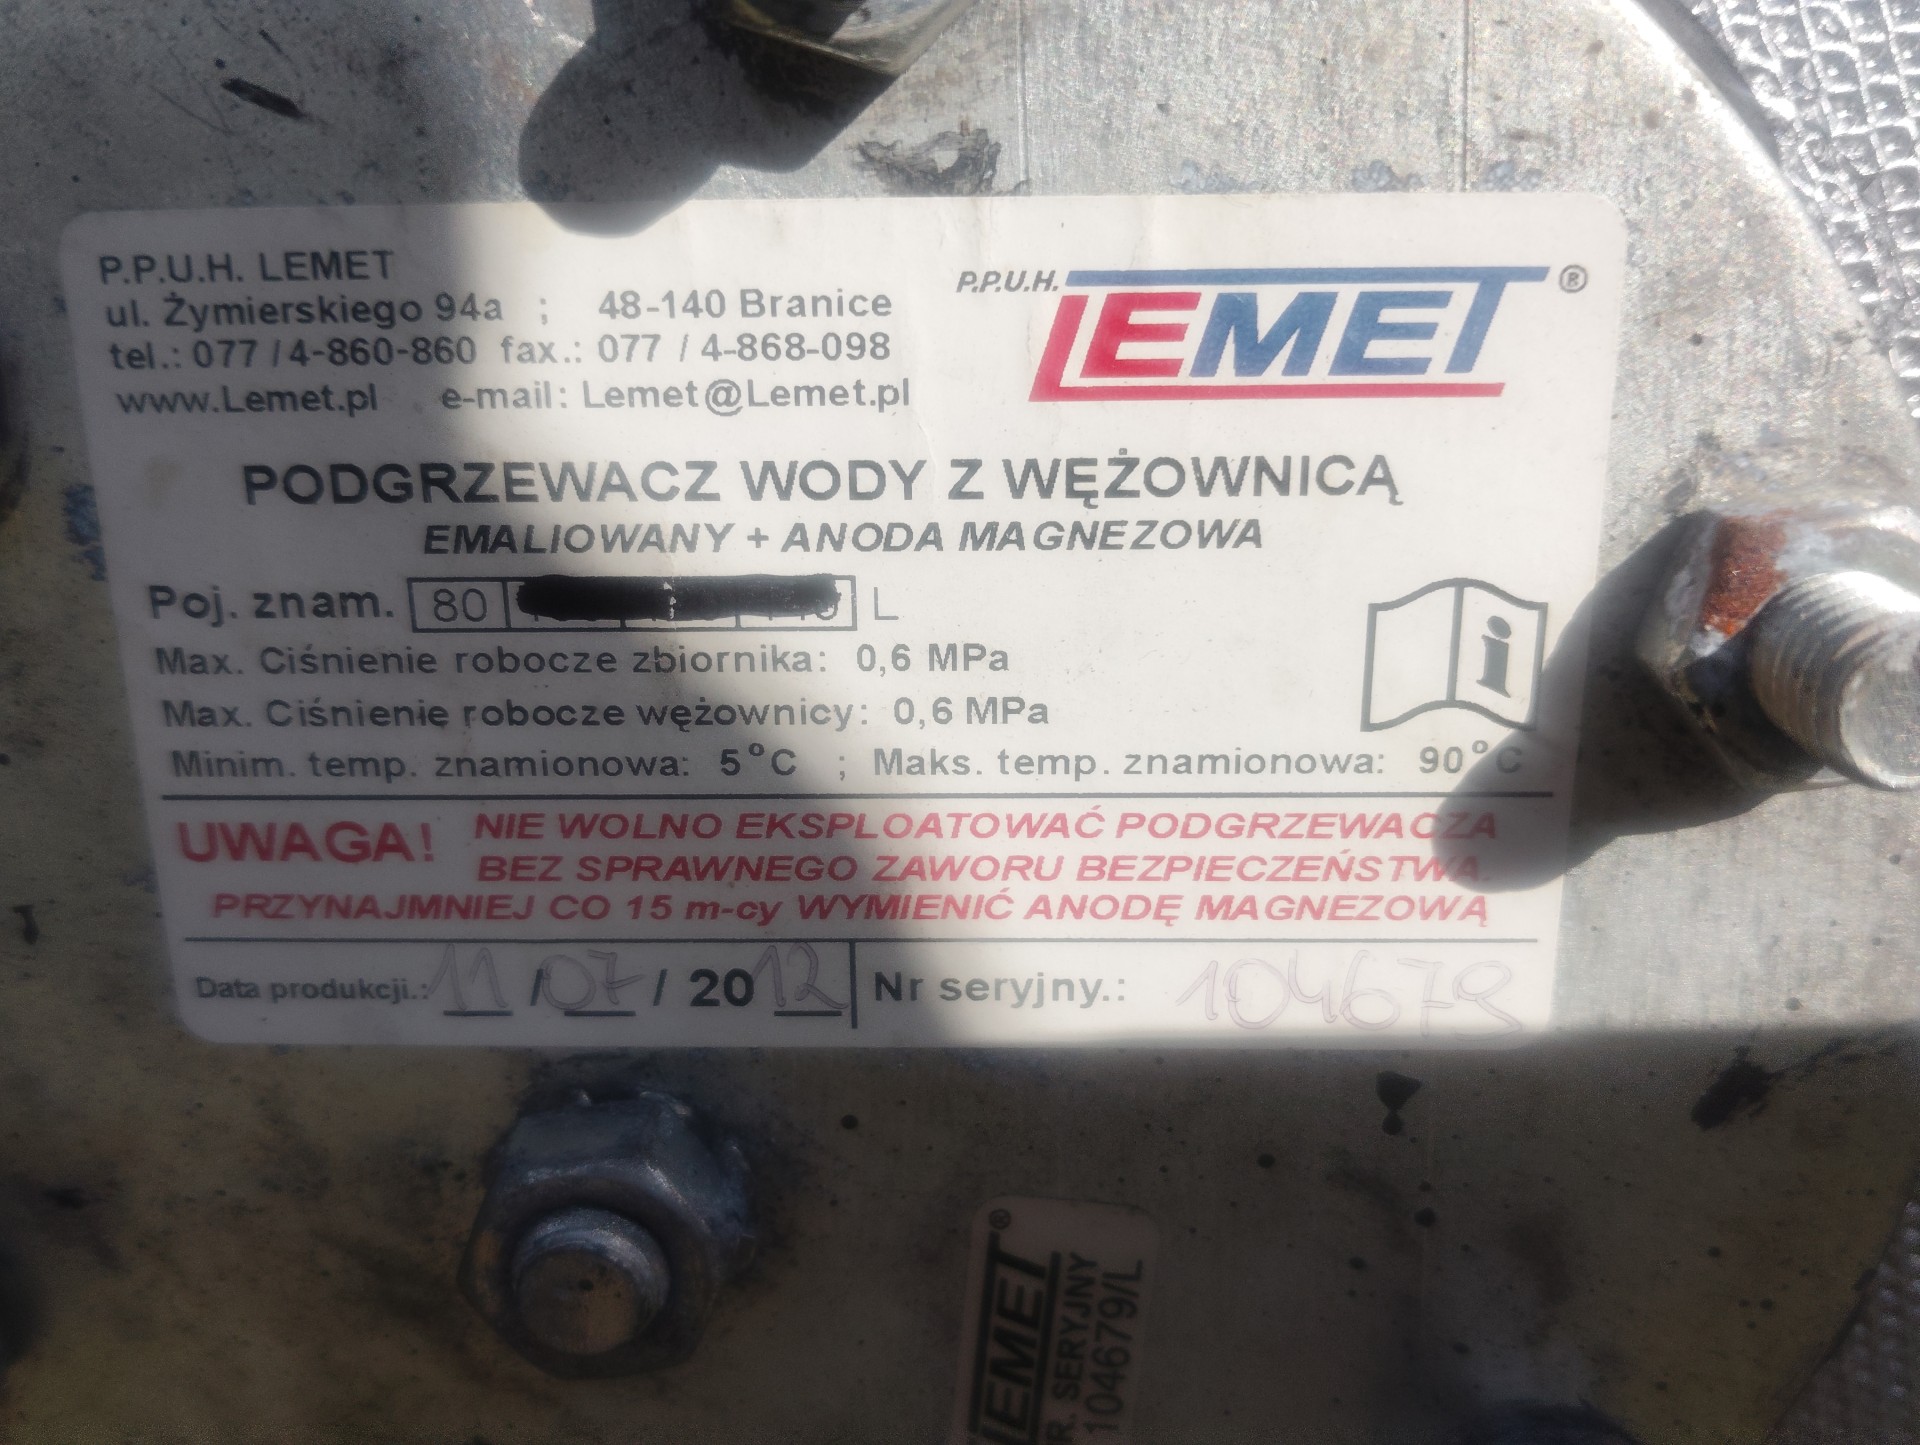 P.P.U.H. LEMET
ul. Żymierskiego 94a ; 48-140 Branice
tel.: 077 / 4-860-860 fax.: 077 / 4-868-098
www.Lemet.pl e-mail: Lemet@Lemet.pl
P.P.U.H. LEMET ®
PODGRZEWACZ WODY Z WĘŻOWNICĄ
EMALIOWANY + ANODA MAGNEZOWA
Poj. znam. 80 L
Max. Ciśnienie robocze zbiornika: 0,6 MPa
Max. Ciśnienie robocze wężownicy: 0,6 MPa
Minim. temp. znamionowa: 5°C ; Maks. temp. znamionowa: 90°C
UWAGA! NIE WOLNO EKSPLOATOWAĆ PODGRZEWACZA
BEZ SPRAWNEGO ZAWORU BEZPIECZEŃSTWA.
PRZYNAJMNIEJ CO 15 m-cy WYMIENIĆ ANODĘ MAGNEZOWĄ
Data produkcji.: 11 / 07 / 2012 Nr seryjny.: 104679
LEMET ®
NR. SERYJNY
104679/L